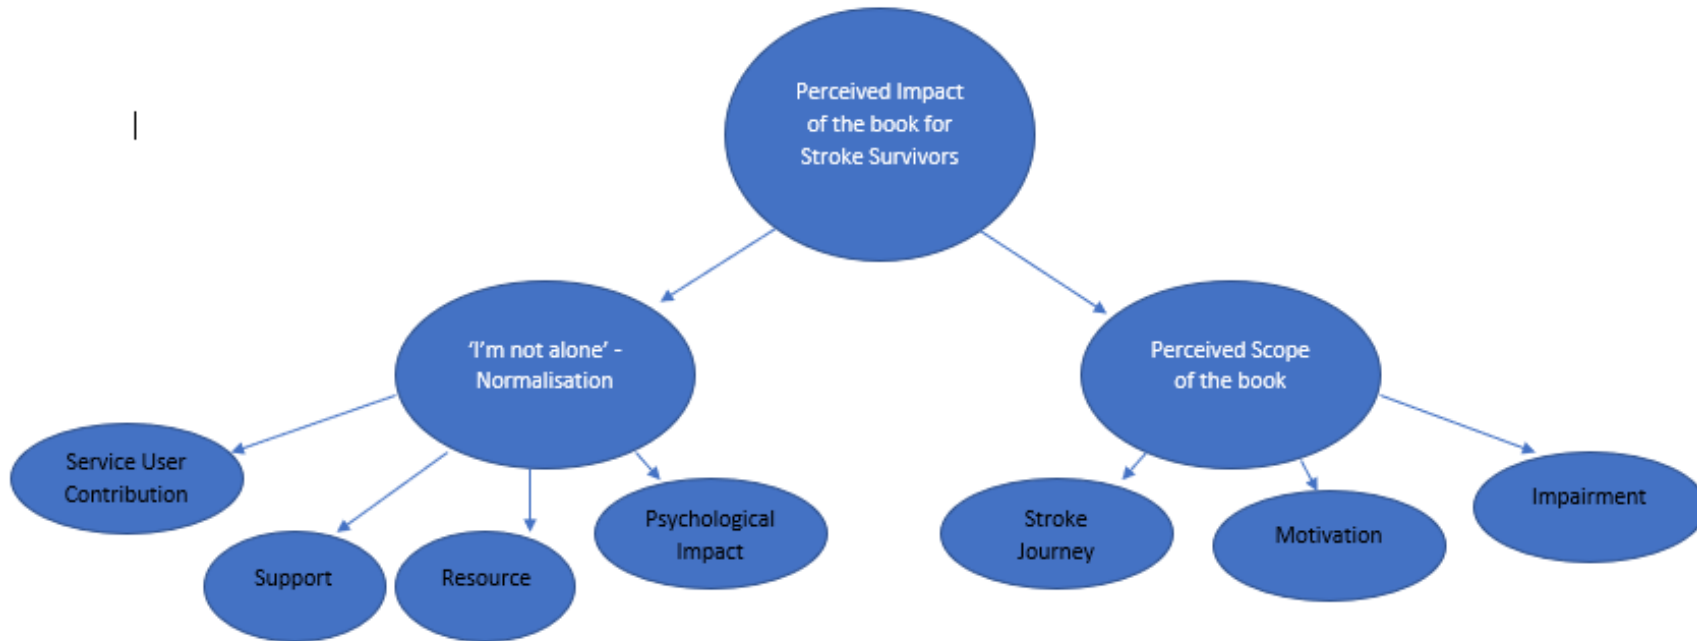 Perceived Impact
of the book for
Stroke Survivors
‘I’m not alone’ -
Normalisation
Perceived Scope
of the book
Service User
Contribution
Support
Resource
Psychological
Impact
Stroke
Journey
Motivation
Impairment